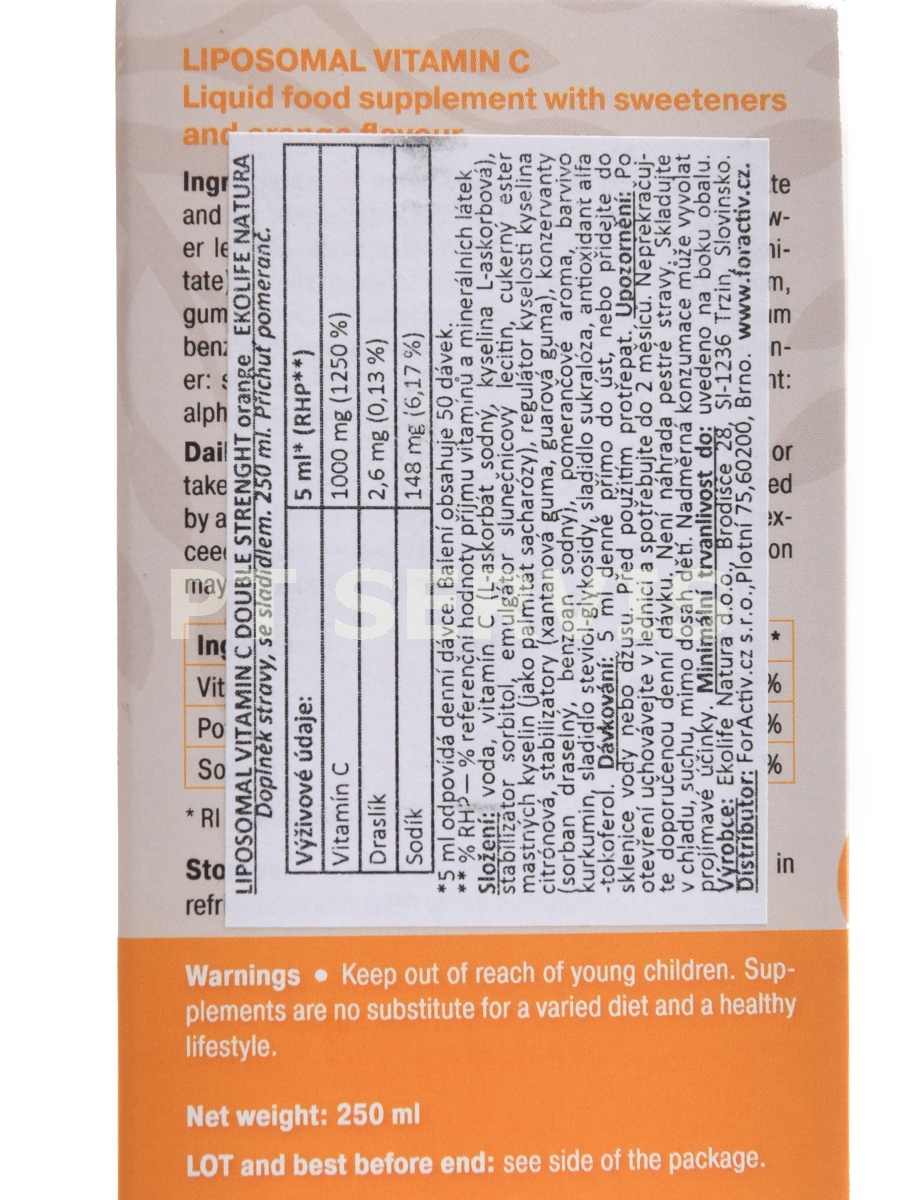 LIPOSOMAL VITAMIN C
Liquid food supplement with sweeteners
and orange flavour
Ingr
and
er le
tate)
gum
benz
er: s
alph
Dail
take
by a
ceed
may
te
w-
ni-
m,
um
n-
nt:
or
ed
ex-
on
Ing *
Vit %
Po %
So %
* RI
Sto in
refr
LIPOSOMAL VITAMIN C DOUBLE STRENGHT orange EKOLIFE NATURA
Doplněk stravy, se sladidlem. 250 ml. Příchuť pomeranč.
Výživové údaje: 5 ml* (RHP**)
Vitamín C 1000 mg (1250 %)
Draslík 2,6 mg (0,13 %)
Sodík 148 mg (6,17 %)
*5 ml odpovídá denní dávce. Balení obsahuje 50 dávek.
** % RHP— % referenční hodnoty příjmu vitamínů a minerálních látek
Složení: voda, vitamín C (L-askorbát sodný, kyselina L-askorbová),
stabilizátor sorbitol, emulgátor slunečnicový lecitin, cukerný ester
mastných kyselin (jako palmitát sacharózy), regulátor kyselosti kyselina
citrónová, stabilizátory (xantanová guma, guarová guma), konzervanty
(sorban draselný, benzoan sodný), pomerančové aroma, barvivo
kurkumin, sladidlo steviol-glykosidy, sladidlo sukralóza, antioxidant alfa
-tokoferol. Dávkování: 5 ml denně přímo do úst, nebo přidejte do
sklenice vody nebo džusu. Před použitím protřepat. Upozornění: Po
otevření uchovávejte v lednici a spotřebujte do 2 měsíců. Nepřekračuj-
te doporučenou denní dávku. Není náhrada pestré stravy. Skladujte
v chladu, suchu, mimo dosah dětí. Nadměrná konzumace může vyvolat
projímavé účinky. Minimální trvanlivost do: uvedeno na boku obalu.
Výrobce: Ekolife Natura d.o.o., Brodišce 28, SI-1236 Trzin, Slovinsko.
Distributor: ForActiv.cz s.r.o.,Plotní 75,60200, Brno. www.foractiv.cz.
Warnings • Keep out of reach of young children. Sup-
plements are no substitute for a varied diet and a healthy
lifestyle.
Net weight: 250 ml
LOT and best before end: see side of the package.